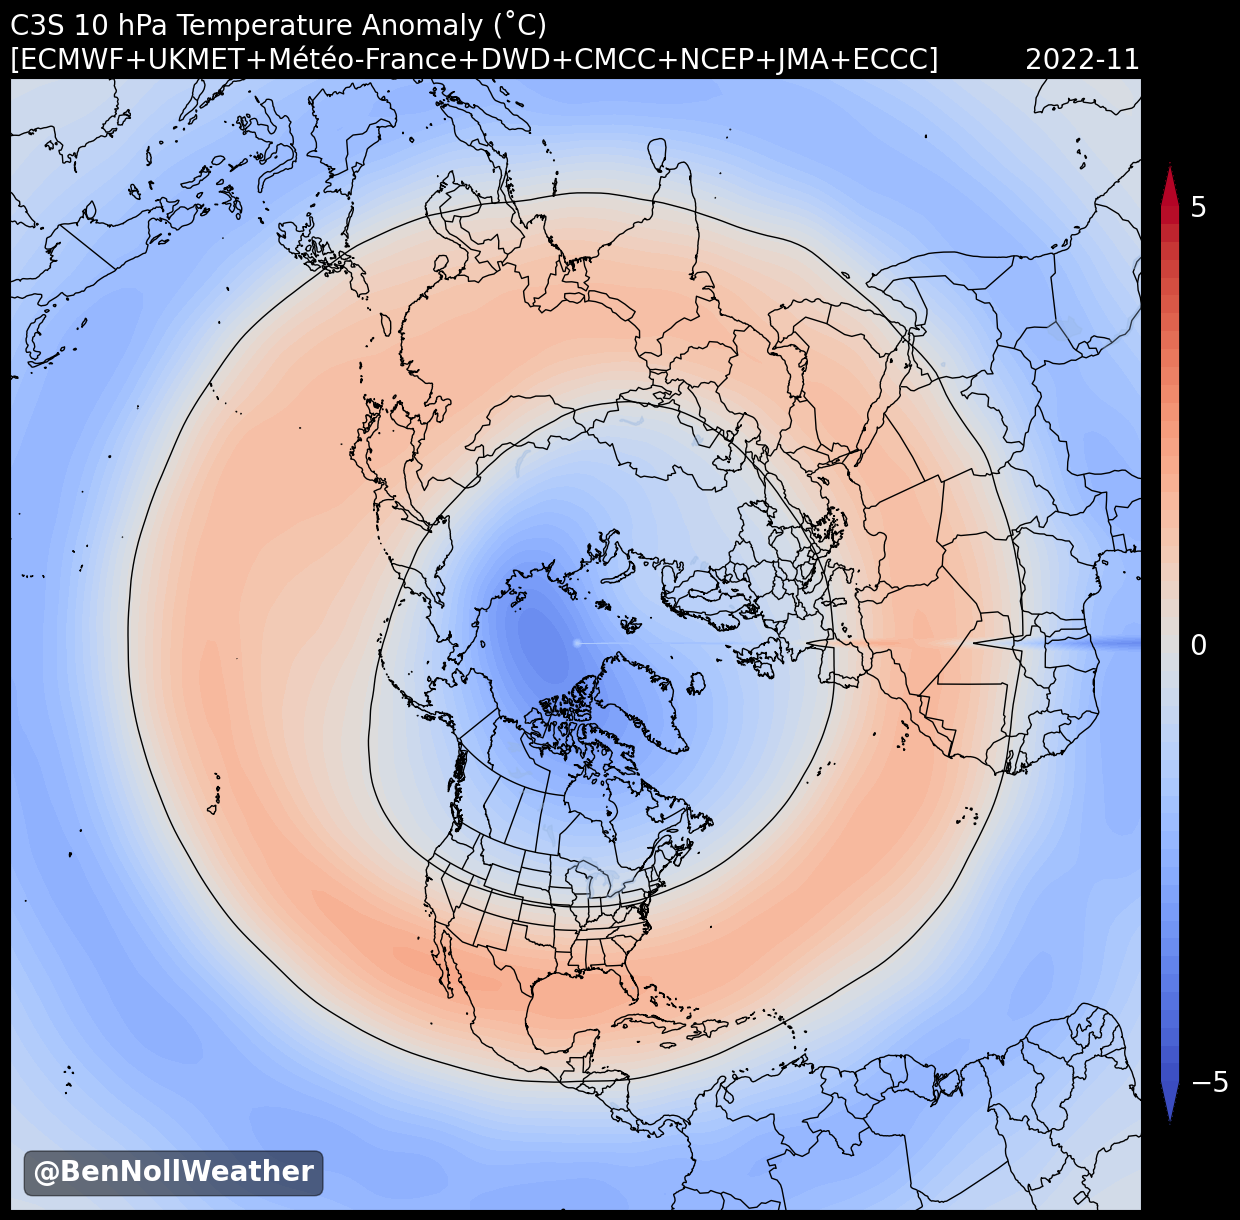 C3S 10 hPa Temperature Anomaly (˚C)
[ECMWF+UKMET+Météo-France+DWD+CMCC+NCEP+JMA+ECCC] 2022-11
5
0
−5
@BenNollWeather